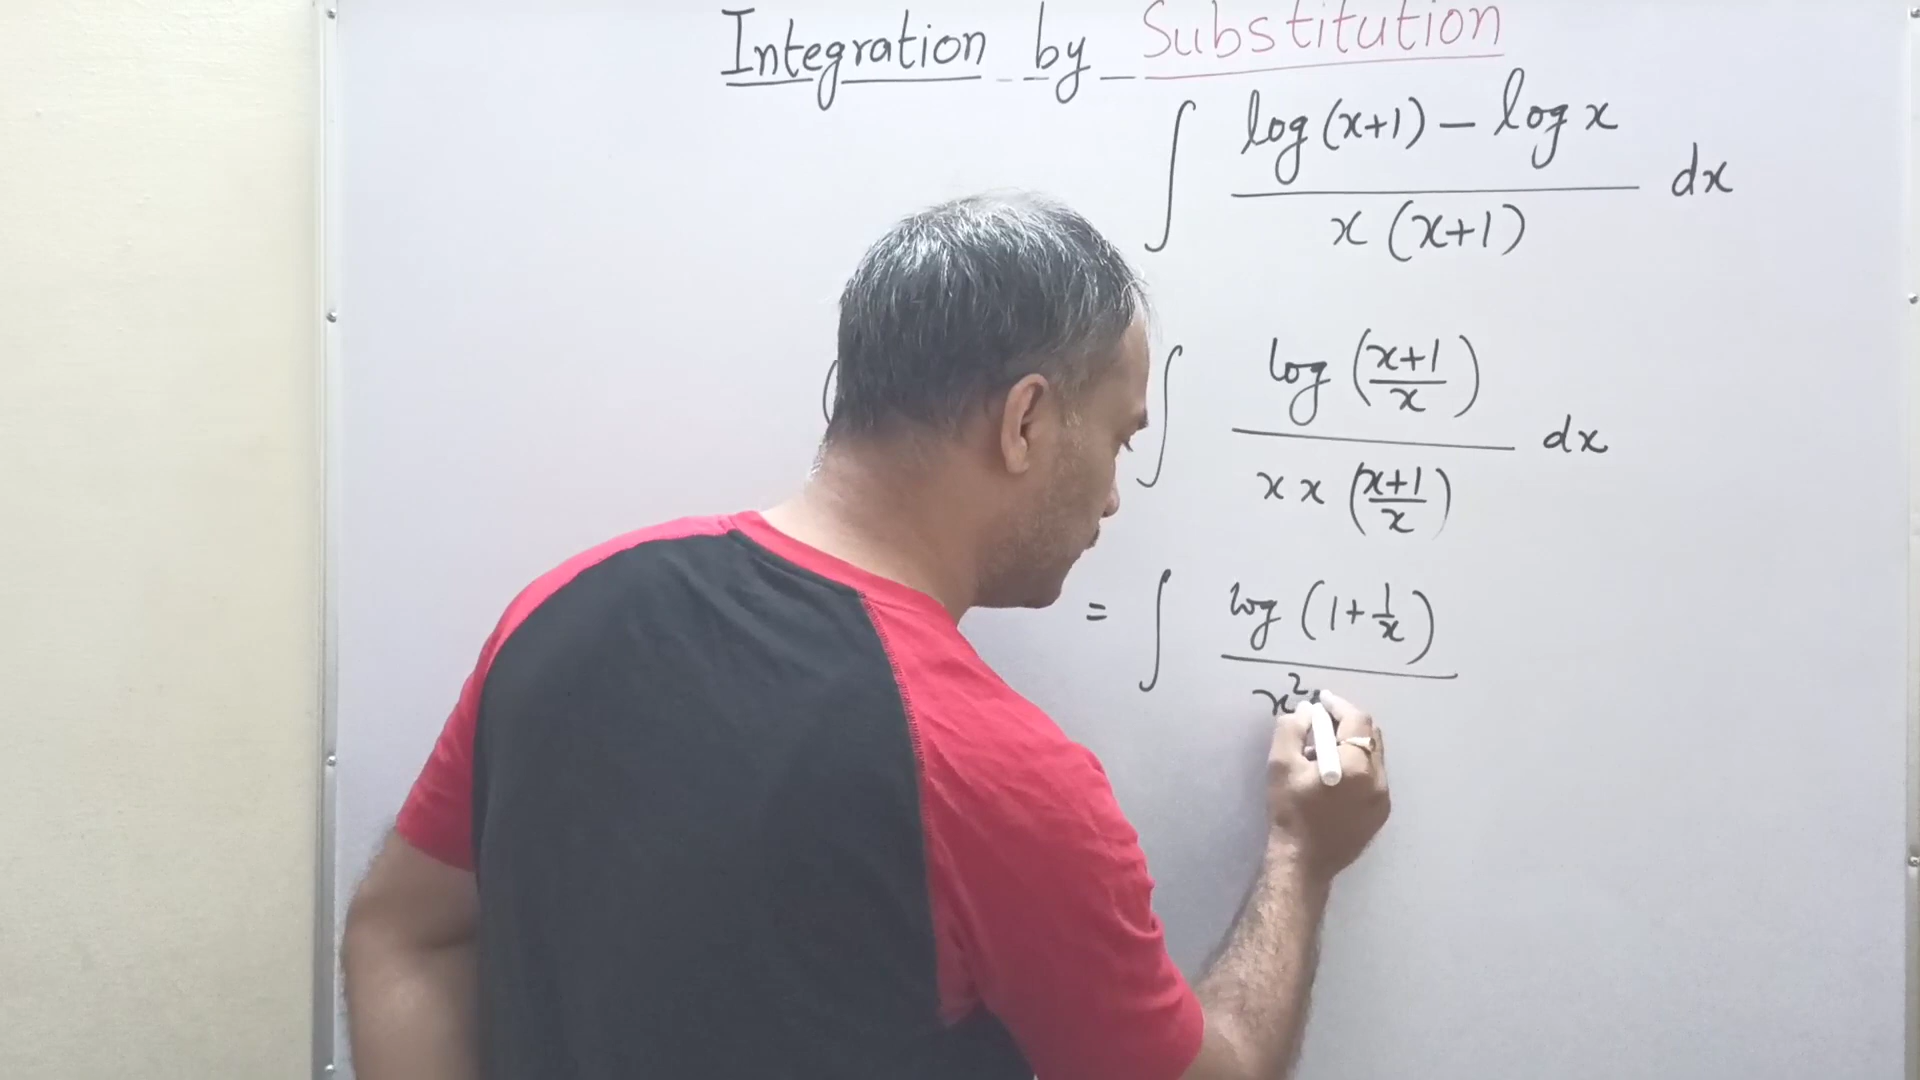 Integration by Substitution
∫ (log(x+1) - log x) / (x(x+1)) dx
( ∫ (log((x+1)/x)) / (x x ((x+1)/x)) dx
= ∫ (log(1+1/x)) / (x²